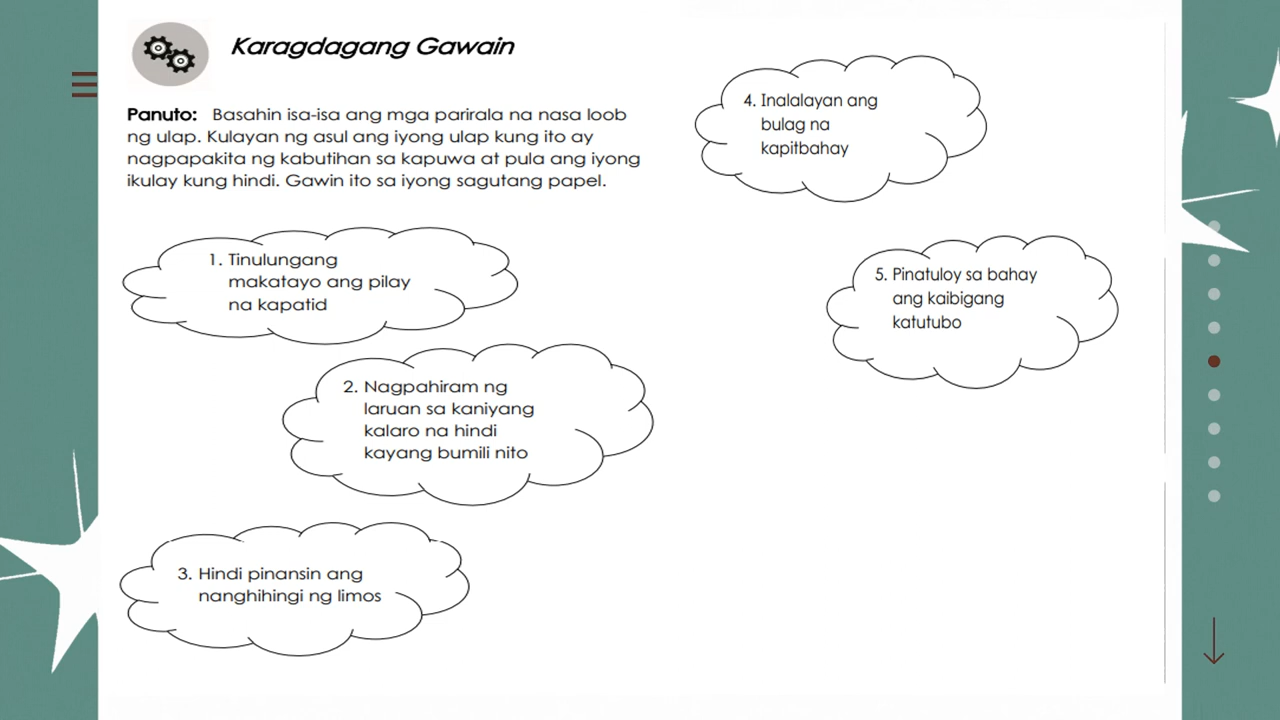 Karagdagang Gawain
Panuto: Basahin isa-isa ang mga parirala na nasa loob
ng ulap. Kulayan ng asul ang iyong ulap kung ito ay
nagpapakita ng kabutihan sa kapuwa at pula ang iyong
ikulay kung hindi. Gawin ito sa iyong sagutang papel.
1. Tinulungang
makatayo ang pilay
na kapatid
2. Nagpahiram ng
laruan sa kaniyang
kalaro na hindi
kayang bumili nito
3. Hindi pinansin ang
nanghihingi ng limos
4. Inalalayan ang
bulag na
kapitbahay
5. Pinatuloy sa bahay
ang kaibigang
katutubo